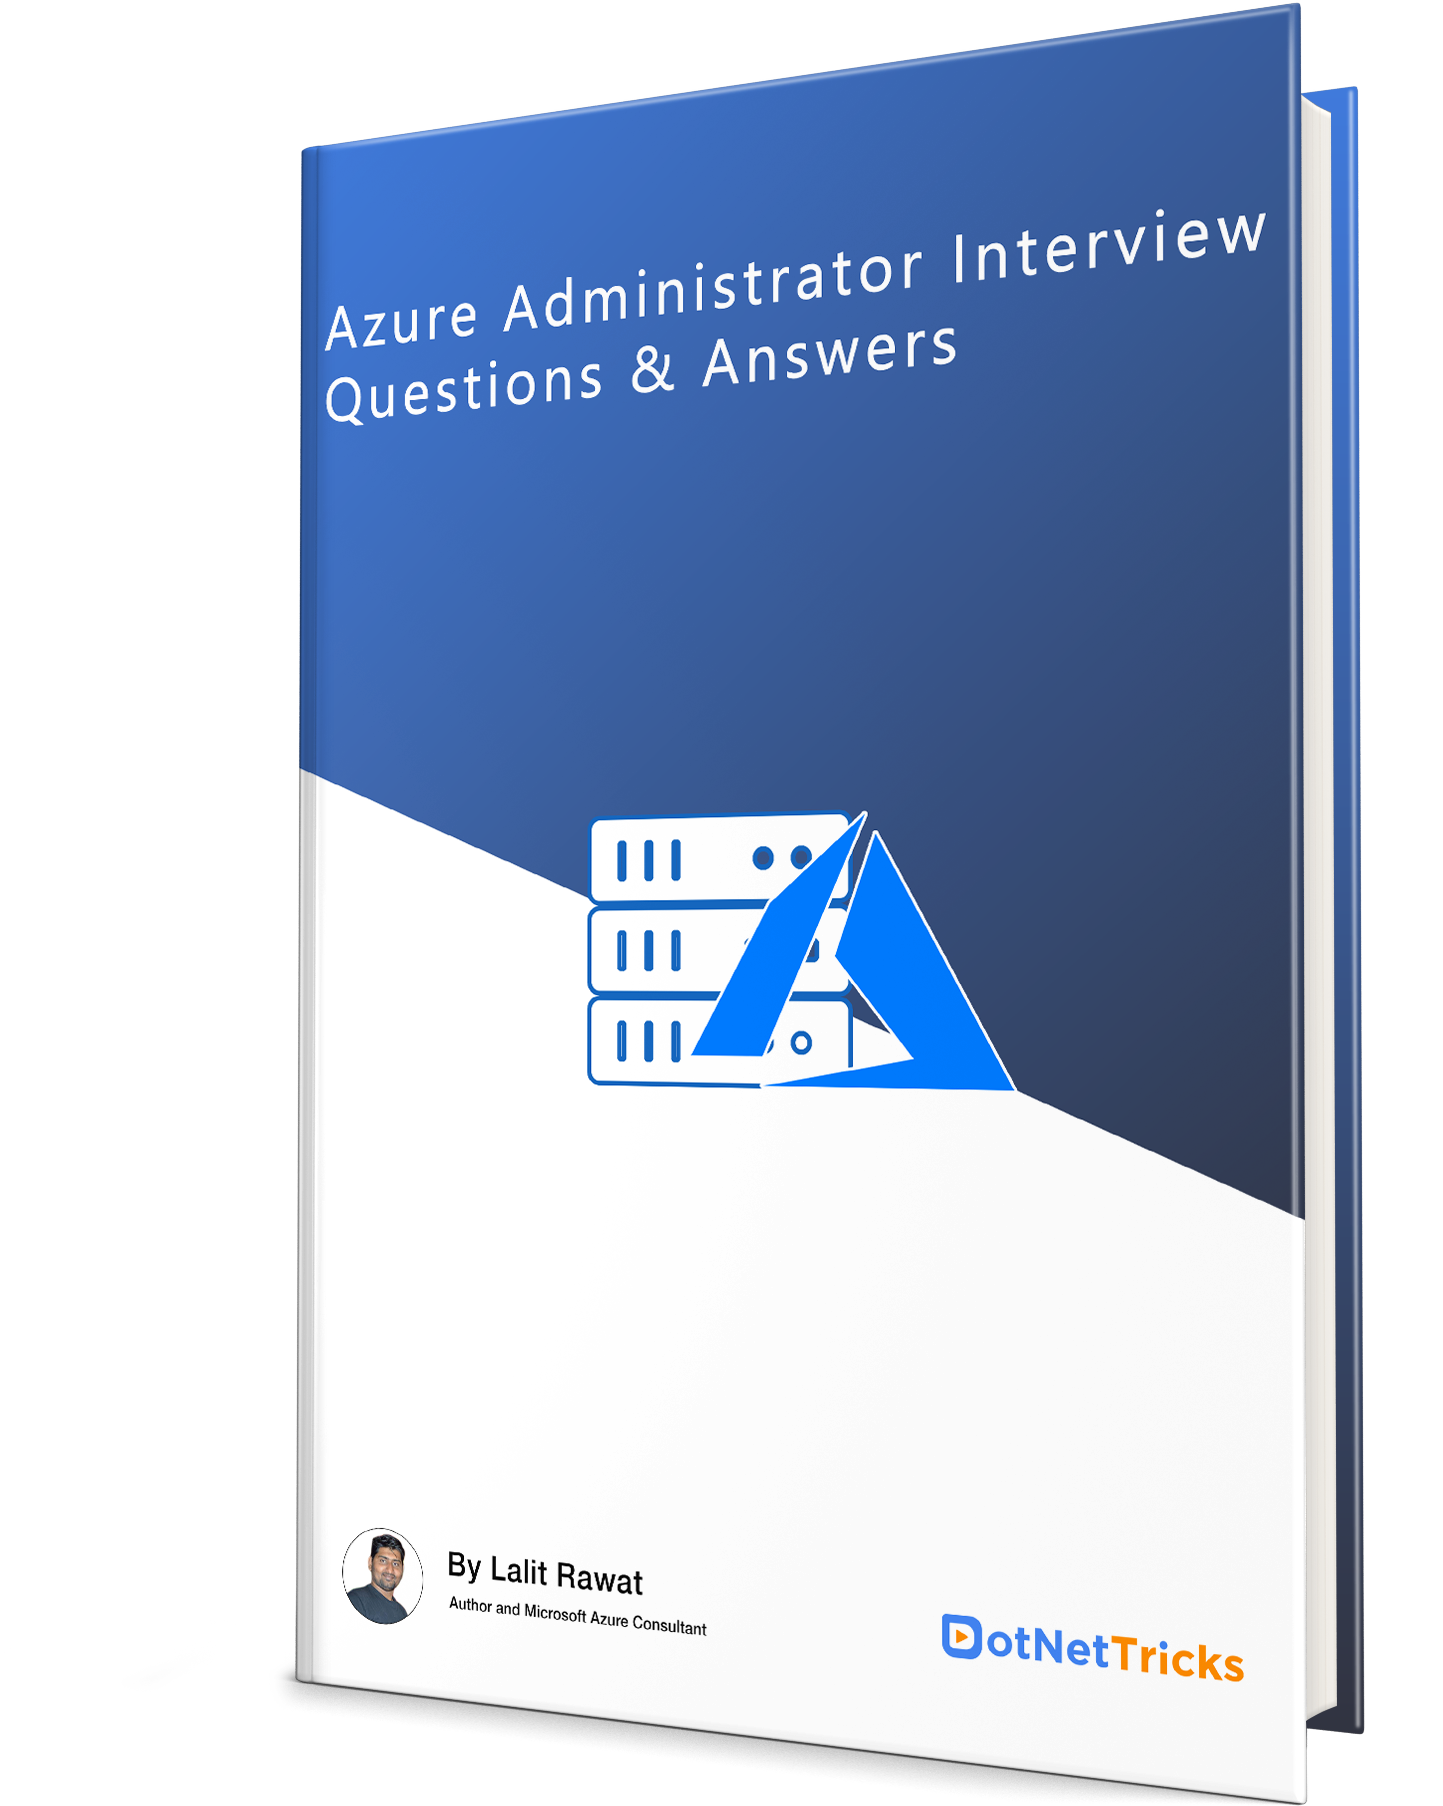 Azure Administrator Interview
Questions & Answers
By Lalit Rawat
Author and Microsoft Azure Consultant
DotNetTricks